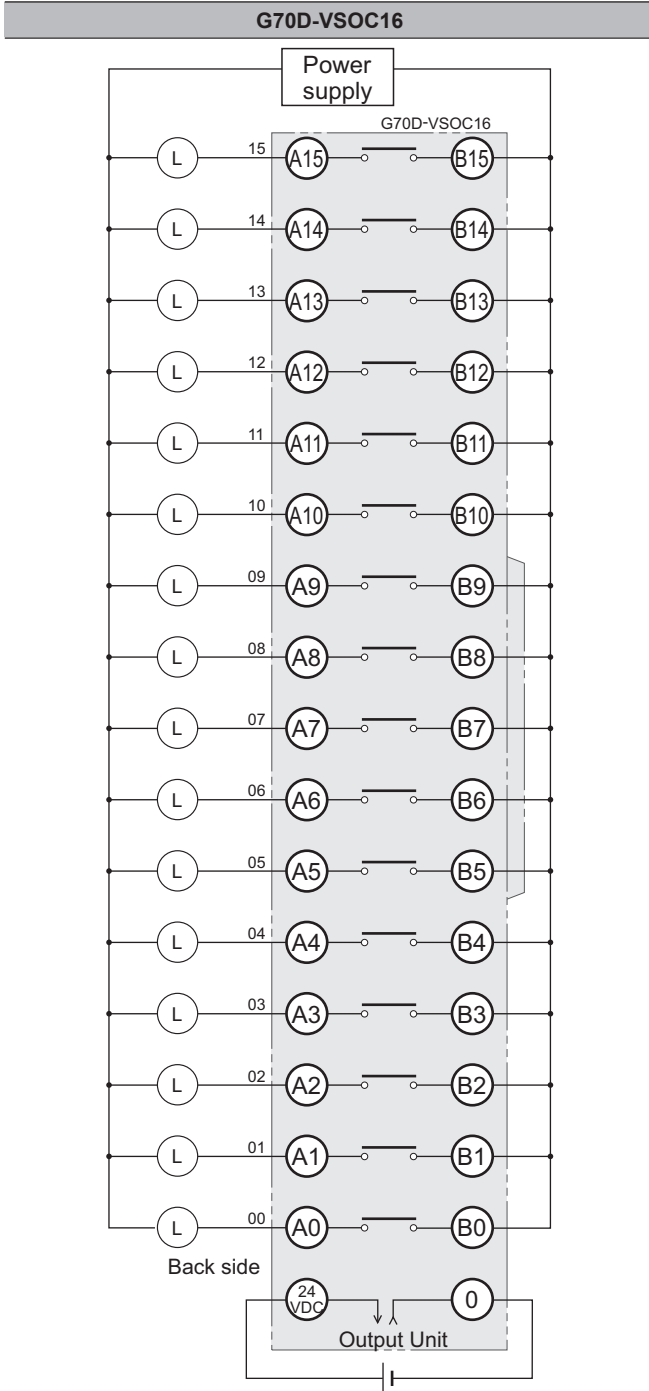 G70D-VSOC16
Power
supply
G70D-VSOC16
L 15 A15 B15
L 14 A14 B14
L 13 A13 B13
L 12 A12 B12
L 11 A11 B11
L 10 A10 B10
L 09 A9 B9
L 08 A8 B8
L 07 A7 B7
L 06 A6 B6
L 05 A5 B5
L 04 A4 B4
L 03 A3 B3
L 02 A2 B2
L 01 A1 B1
L 00 A0 B0
Back side
24
VDC 0
Output Unit